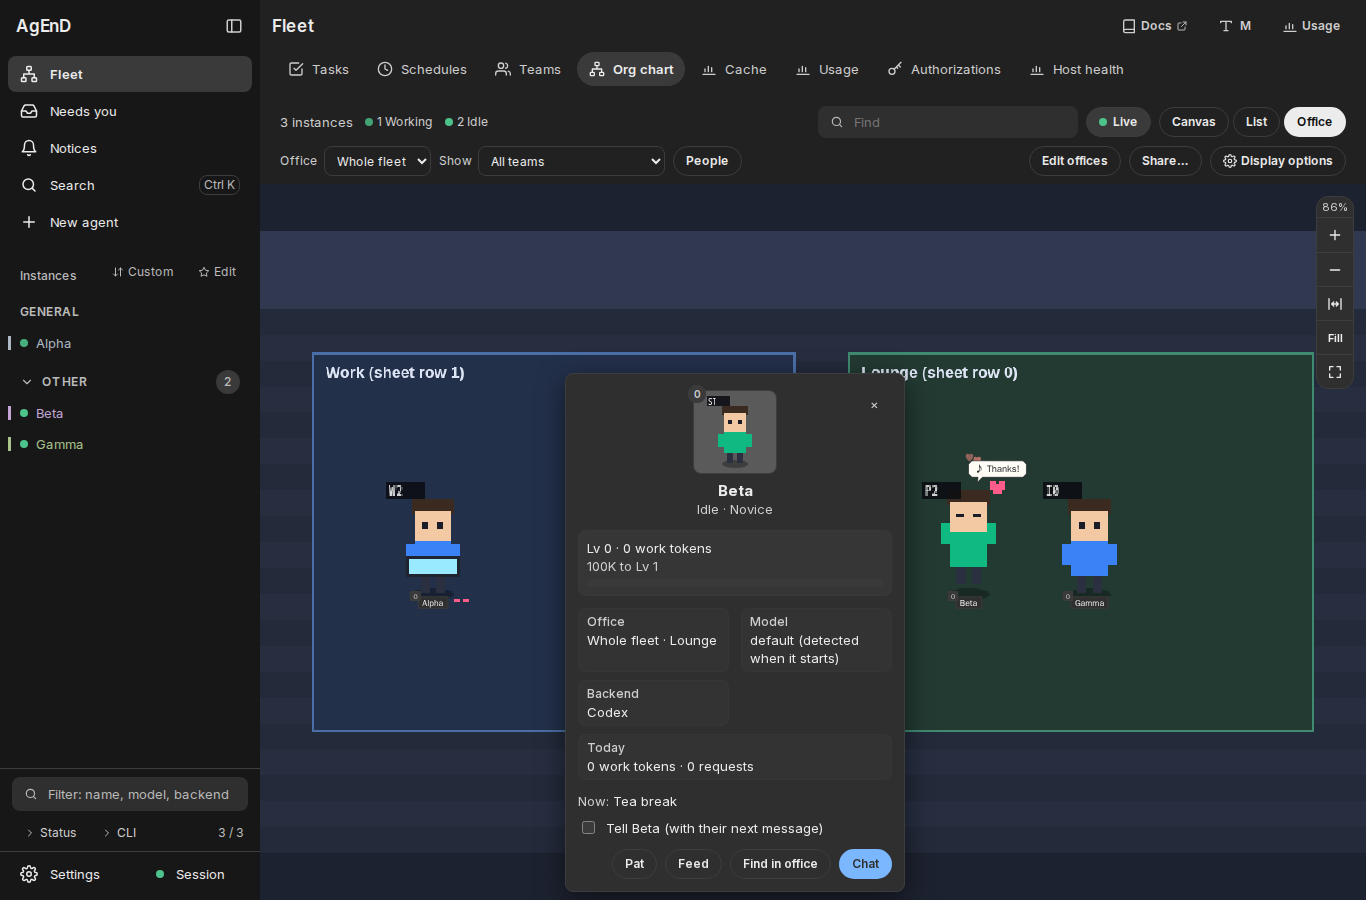 AgEnD
Fleet
Needs you
Notices
Search
Ctrl K
New agent
Instances
Custom
Edit
GENERAL
Alpha
OTHER
2
Beta
Gamma
Filter: name, model, backend
Status
CLI
3 / 3
Settings
Session
Fleet
Docs
M
Usage
Tasks
Schedules
Teams
Org chart
Cache
Usage
Authorizations
Host health
3 instances
1 Working
2 Idle
Find
Live
Canvas
List
Office
Office
Whole fleet
Show
All teams
People
Edit offices
Share...
Display options
86%
Fill
Work (sheet row 1)
W2
0
Alpha
Lounge (sheet row 0)
Thanks!
P2
0
Beta
I0
0
Gamma
0
ST
×
Beta
Idle · Novice
Lv 0 · 0 work tokens
100K to Lv 1
Office
Whole fleet · Lounge
Model
default (detected
when it starts)
Backend
Codex
Today
0 work tokens · 0 requests
Now: Tea break
Tell Beta (with their next message)
Pat
Feed
Find in office
Chat